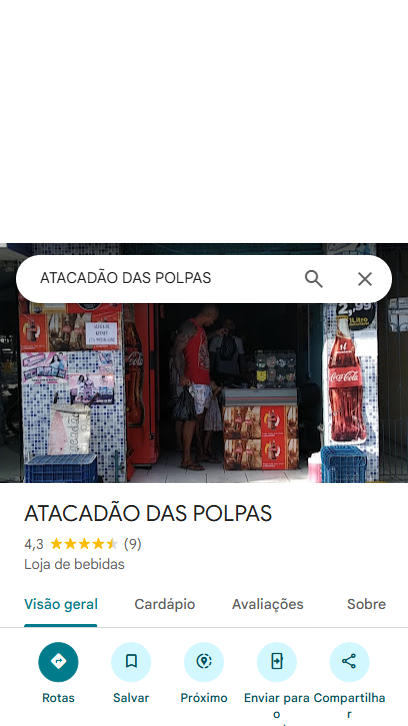 ATACADÃO DAS POLPAS
2,99
1Litro
Coca-Cola
ATACADÃO DAS POLPAS
4,3 (9)
Loja de bebidas
Visão geral Cardápio Avaliações Sobre
Rotas Salvar Próximo Enviar para o Compartilhar